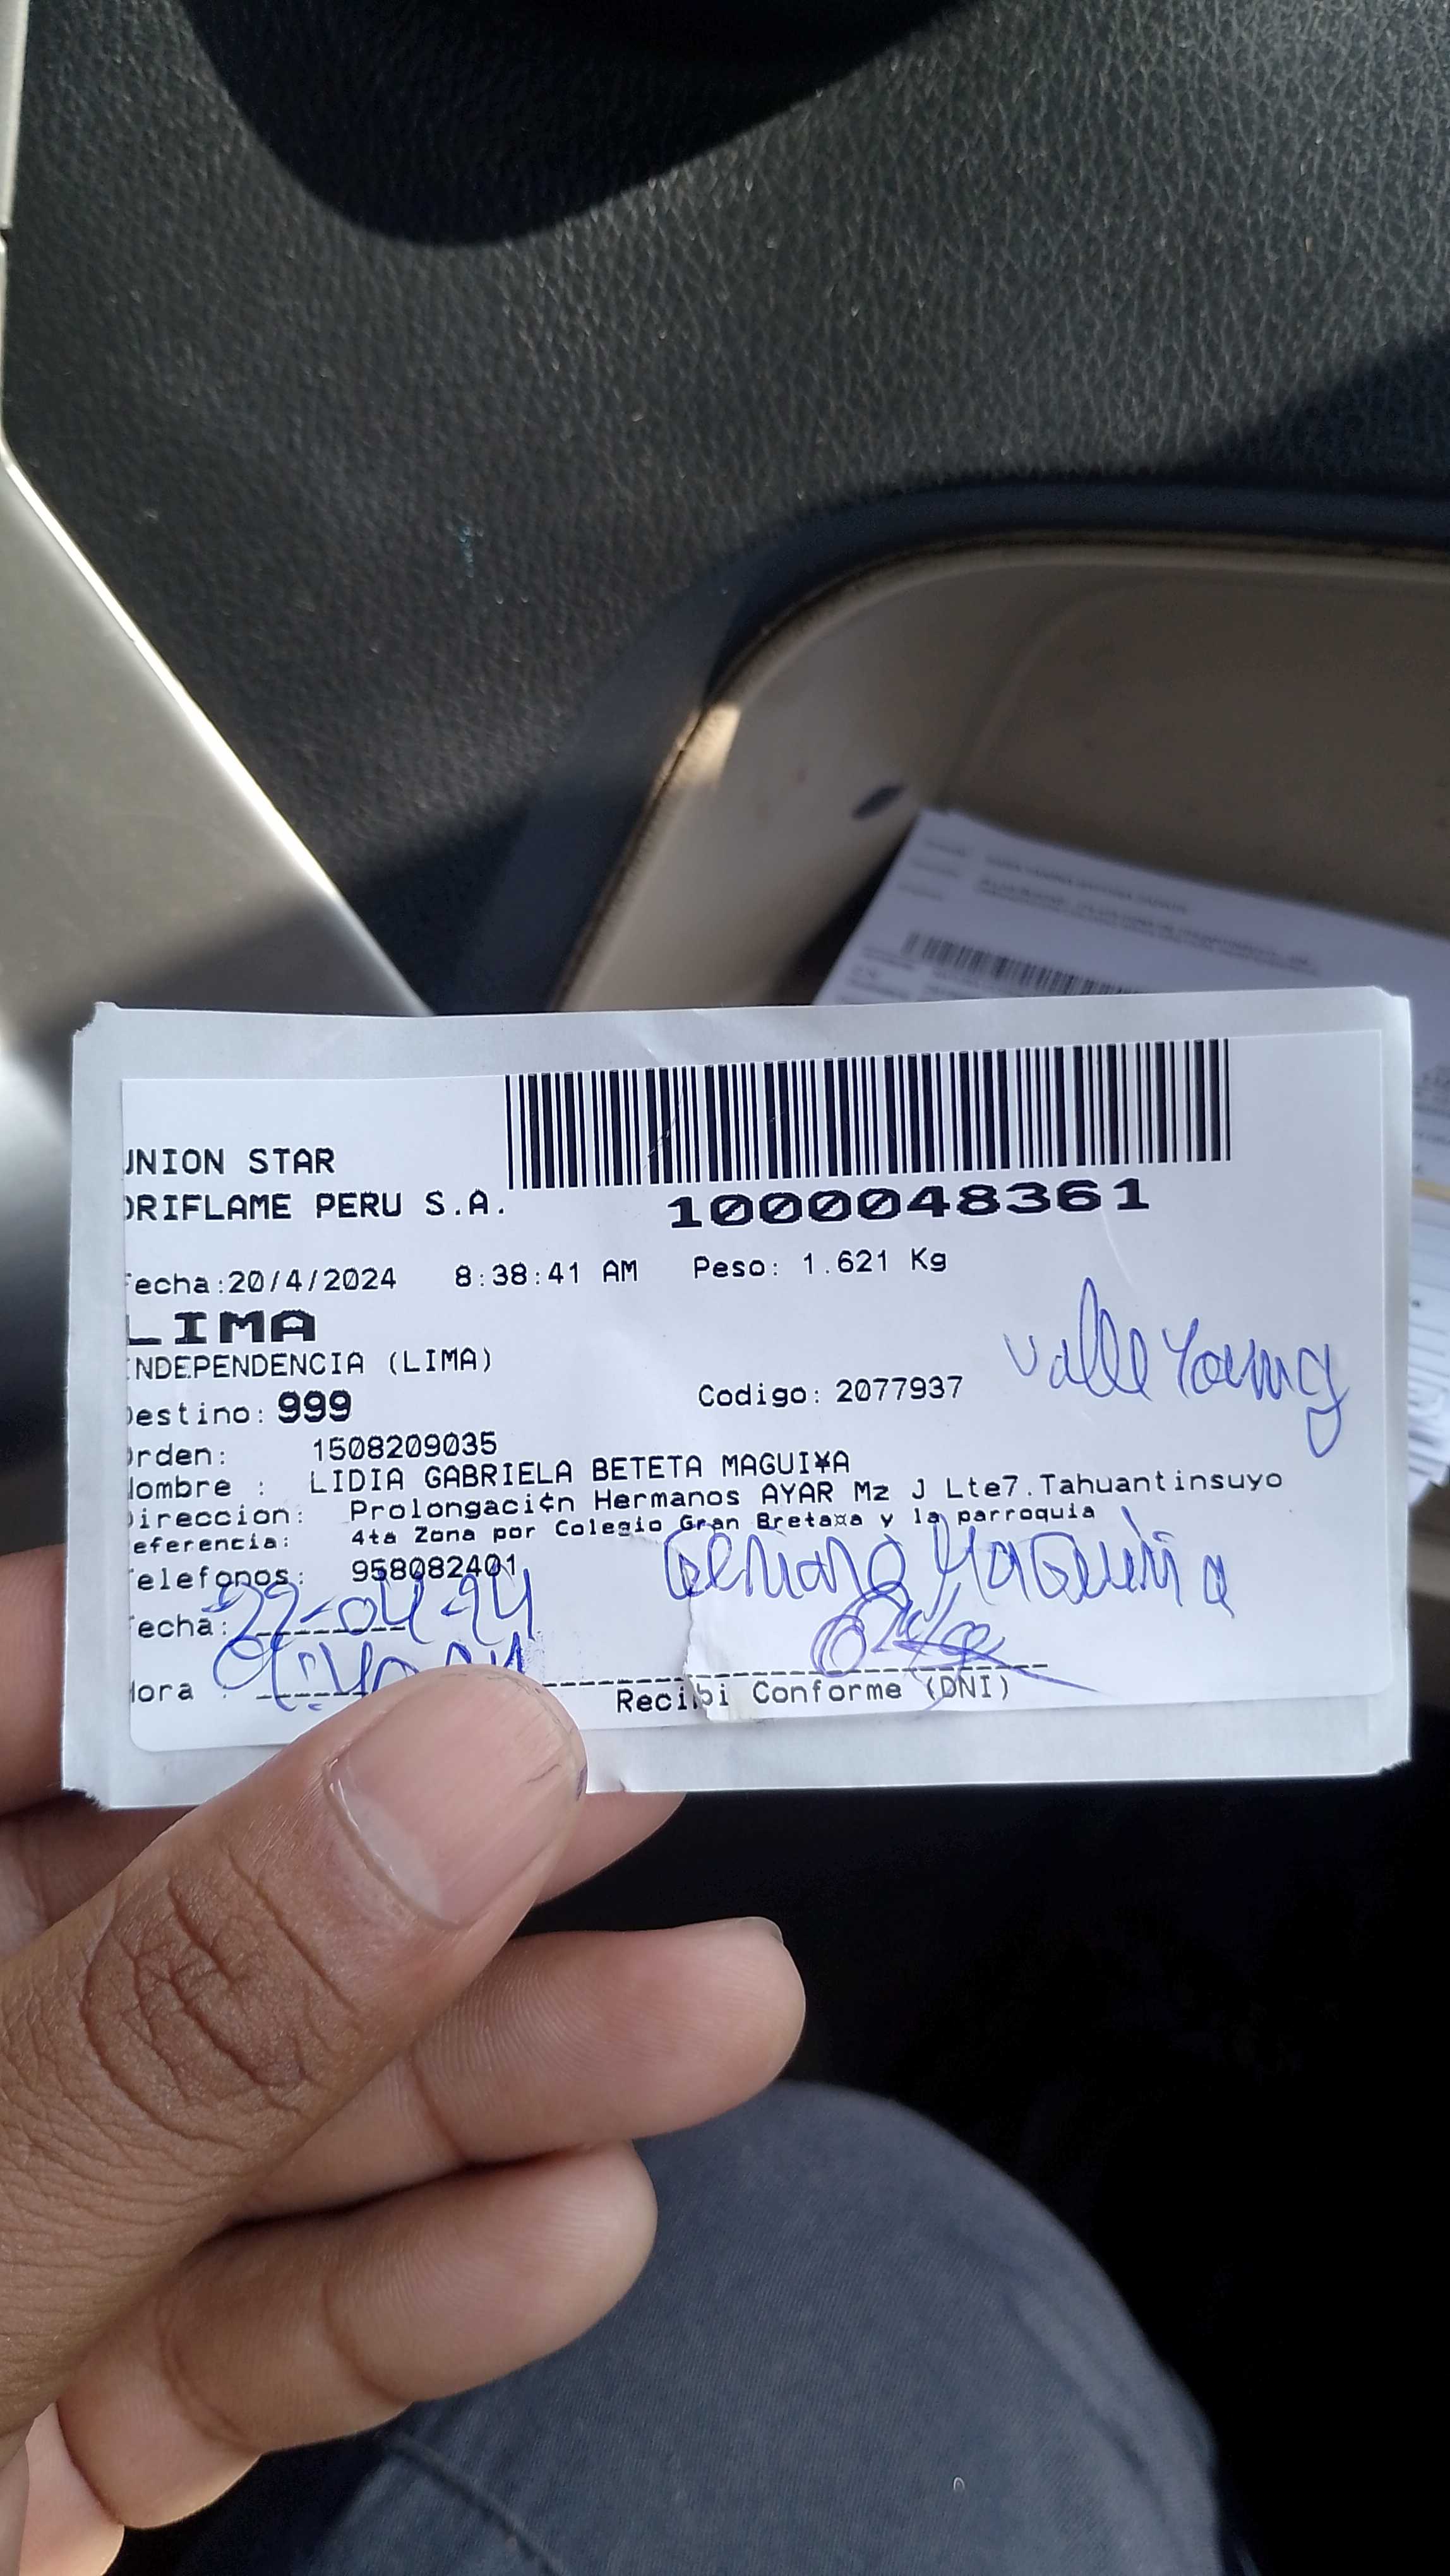 UNION STAR
ORIFLAME PERU S.A.
1000048361
Fecha:20/4/2024 8:38:41 AM Peso: 1.621 Kg
LIMA
INDEPENDENCIA (LIMA)
Destino: 999 Codigo: 2077937
Valle Young
Orden: 1508209035
Nombre : LIDIA GABRIELA BETETA MAGUI¥A
Direccion: Prolongaci¢n Hermanos AYAR Mz J Lte7.Tahuantinsuyo
eferencia: 4ta Zona por Colegio Gran Breta¤a y la parroquia
Telefonos: 958082401
Maquiña
Fecha: 22-04-24
Hora :
Recibi Conforme (DNI)